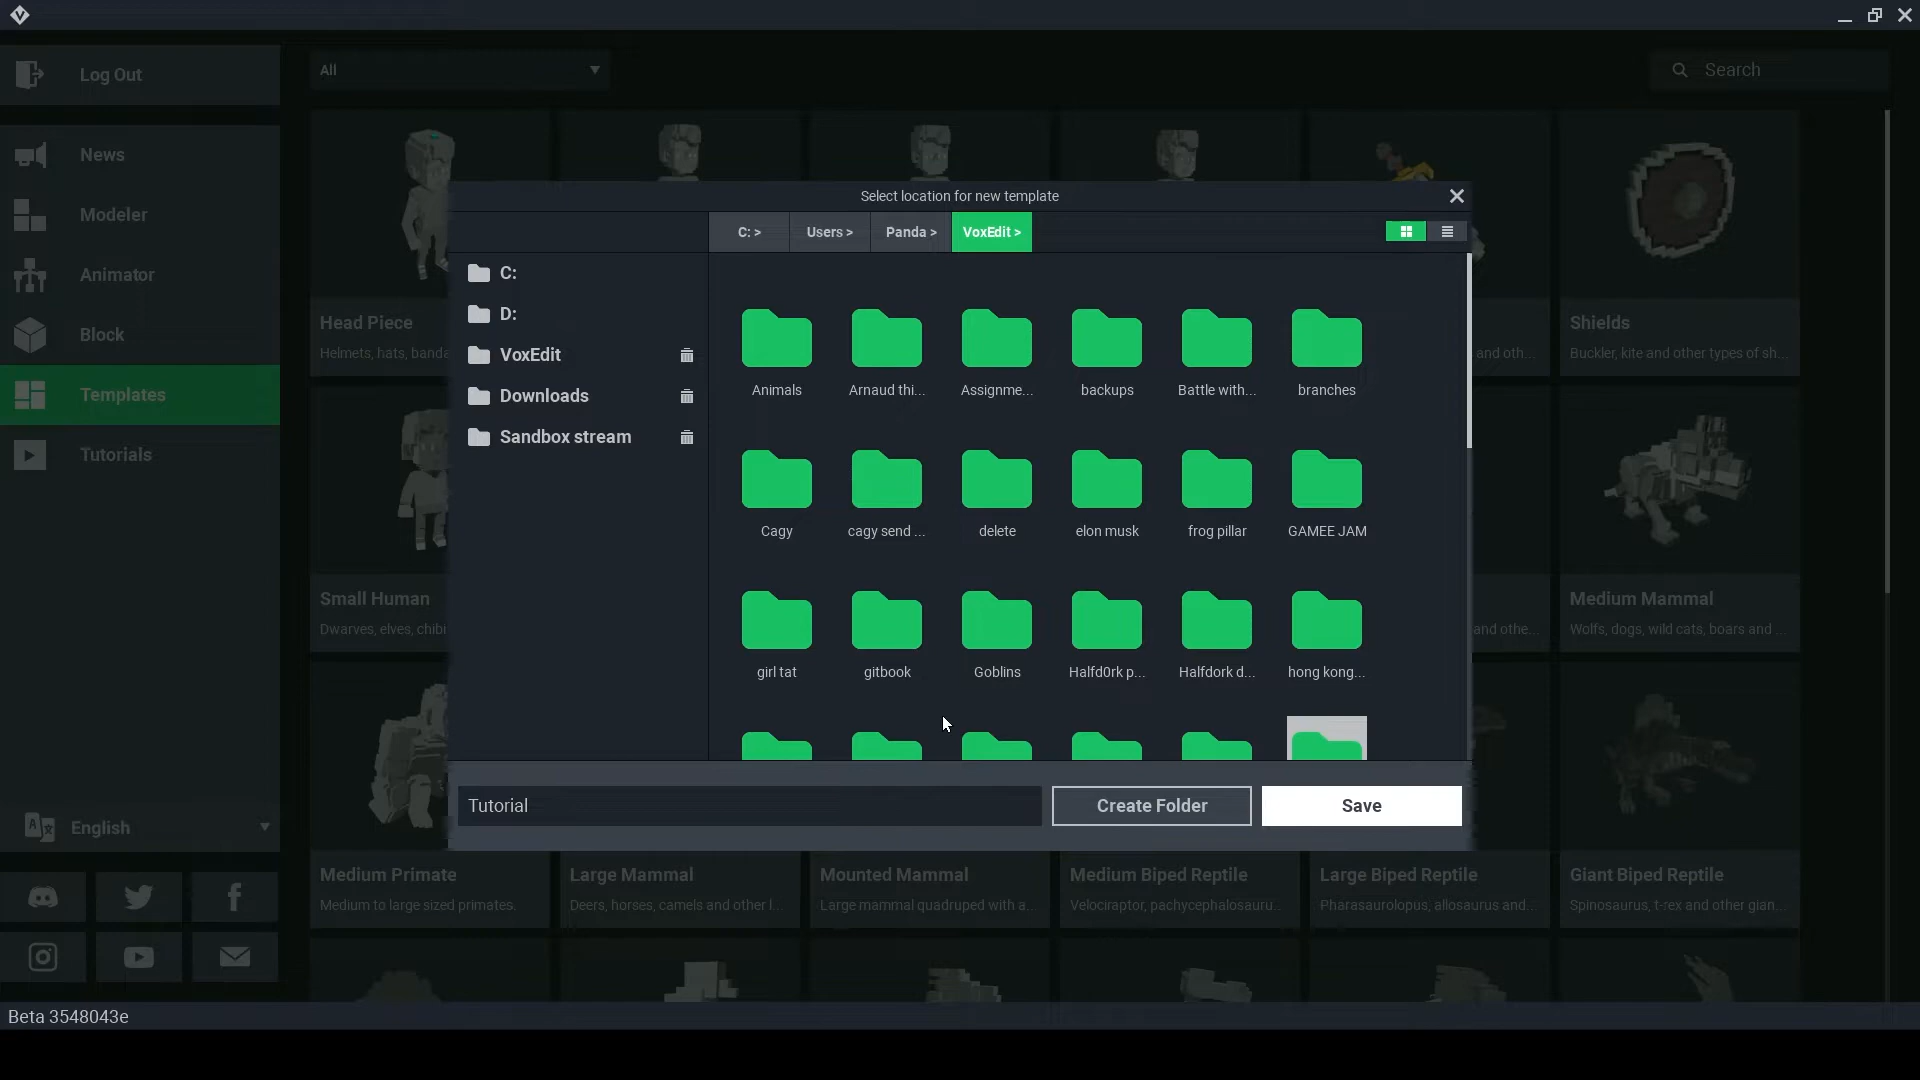 Log Out
All
Search
News
Modeler
Animator
Block
Templates
Tutorials
Select location for new template
C: >
Users >
Panda >
VoxEdit >
C:
D:
VoxEdit
Downloads
Sandbox stream
Animals
Arnaud thi...
Assignme...
backups
Battle with...
branches
Cagy
cagy send ...
delete
elon musk
frog pillar
GAMEE JAM
girl tat
gitbook
Goblins
Halfd0rk p...
Halfdork d...
hong kong...
Tutorial
Create Folder
Save
Head Piece
Helmets, hats, banda
and oth...
Shields
Buckler, kite and other types of sh...
Small Human
Dwarves, elves, chibi
and othe...
Medium Mammal
Wolfs, dogs, wild cats, boars and ...
Medium Primate
Medium to large sized primates.
Large Mammal
Deers, horses, camels and other l...
Mounted Mammal
Large mammal quadruped with a...
Medium Biped Reptile
Velociraptor, pachycephalosauru...
Large Biped Reptile
Pharasaurolopus, allosaurus and...
Giant Biped Reptile
Spinosaurus, t-rex and other gian...
English
Beta 3548043e